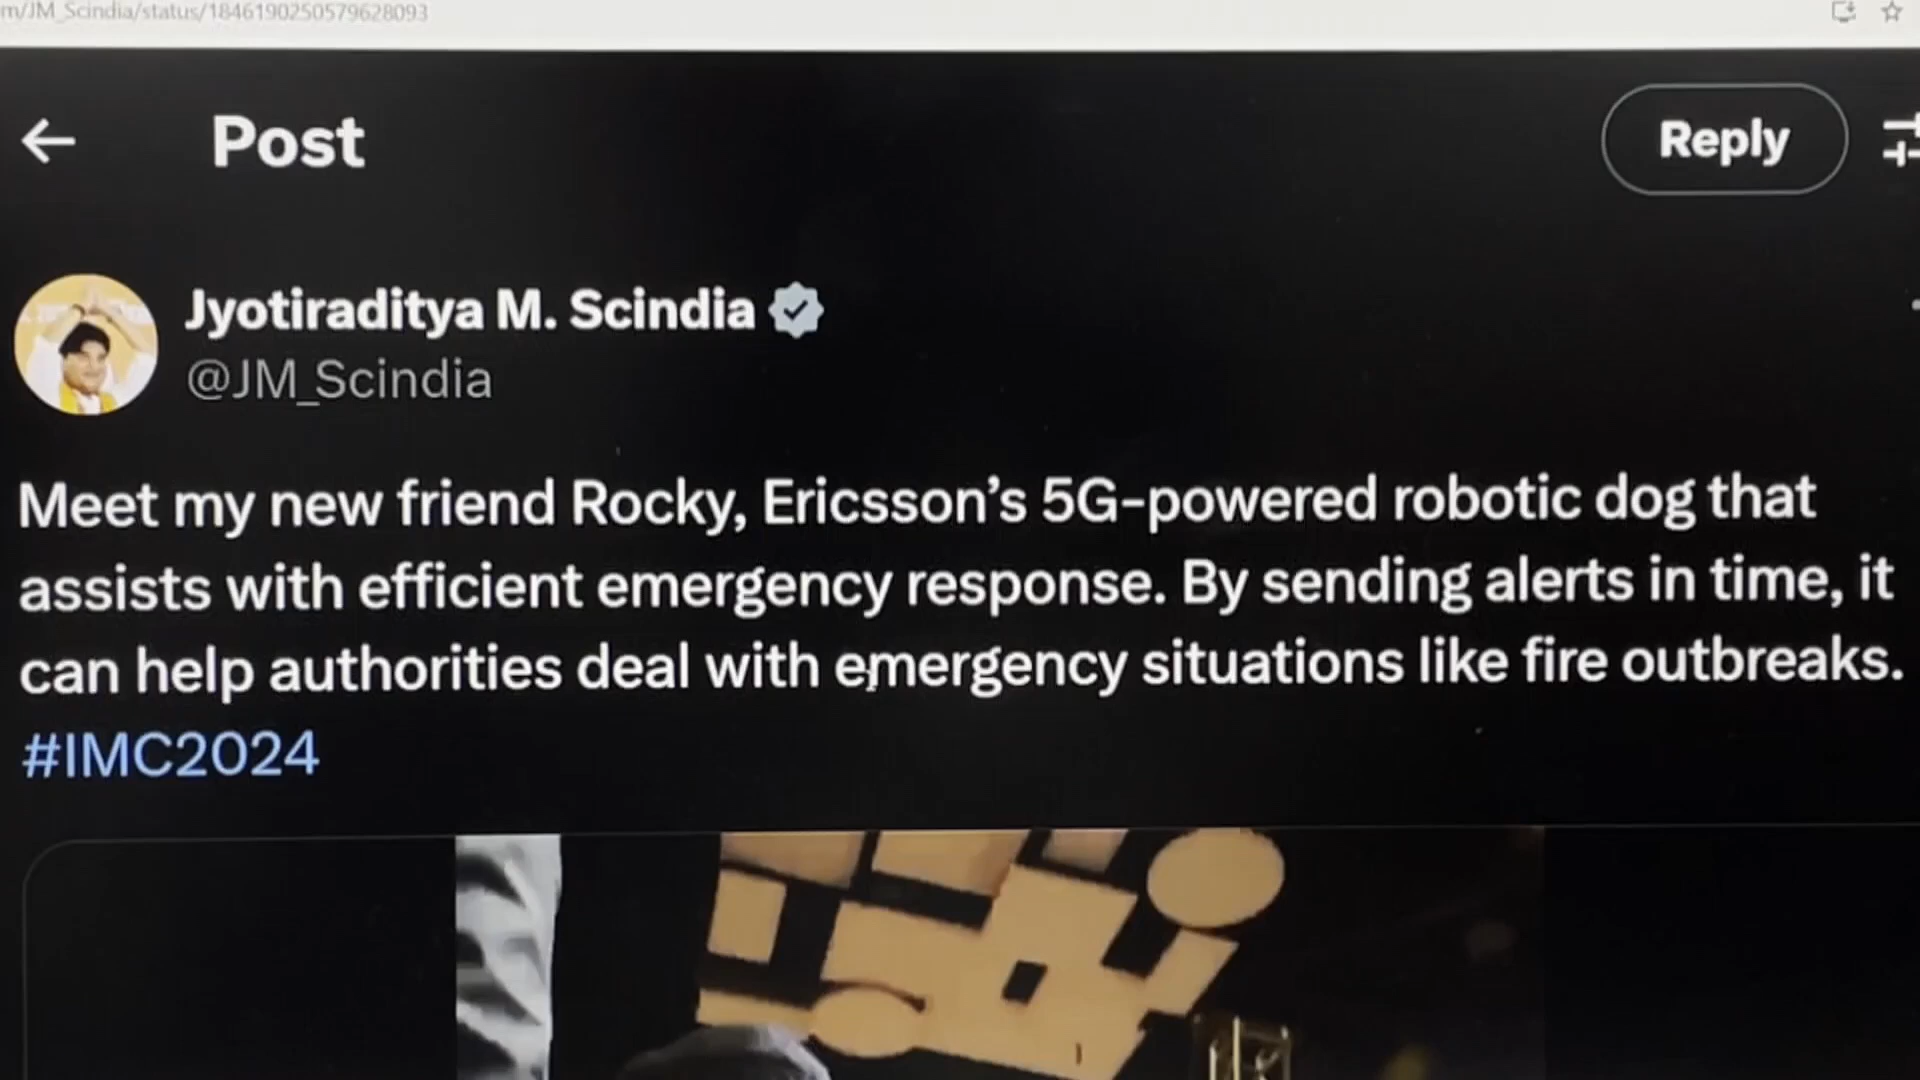 m/JM_Scindia/status/1846190250579628093
Post
Reply
Jyotiraditya M. Scindia
@JM_Scindia
Meet my new friend Rocky, Ericsson’s 5G-powered robotic dog that
assists with efficient emergency response. By sending alerts in time, it
can help authorities deal with emergency situations like fire outbreaks.
#IMC2024